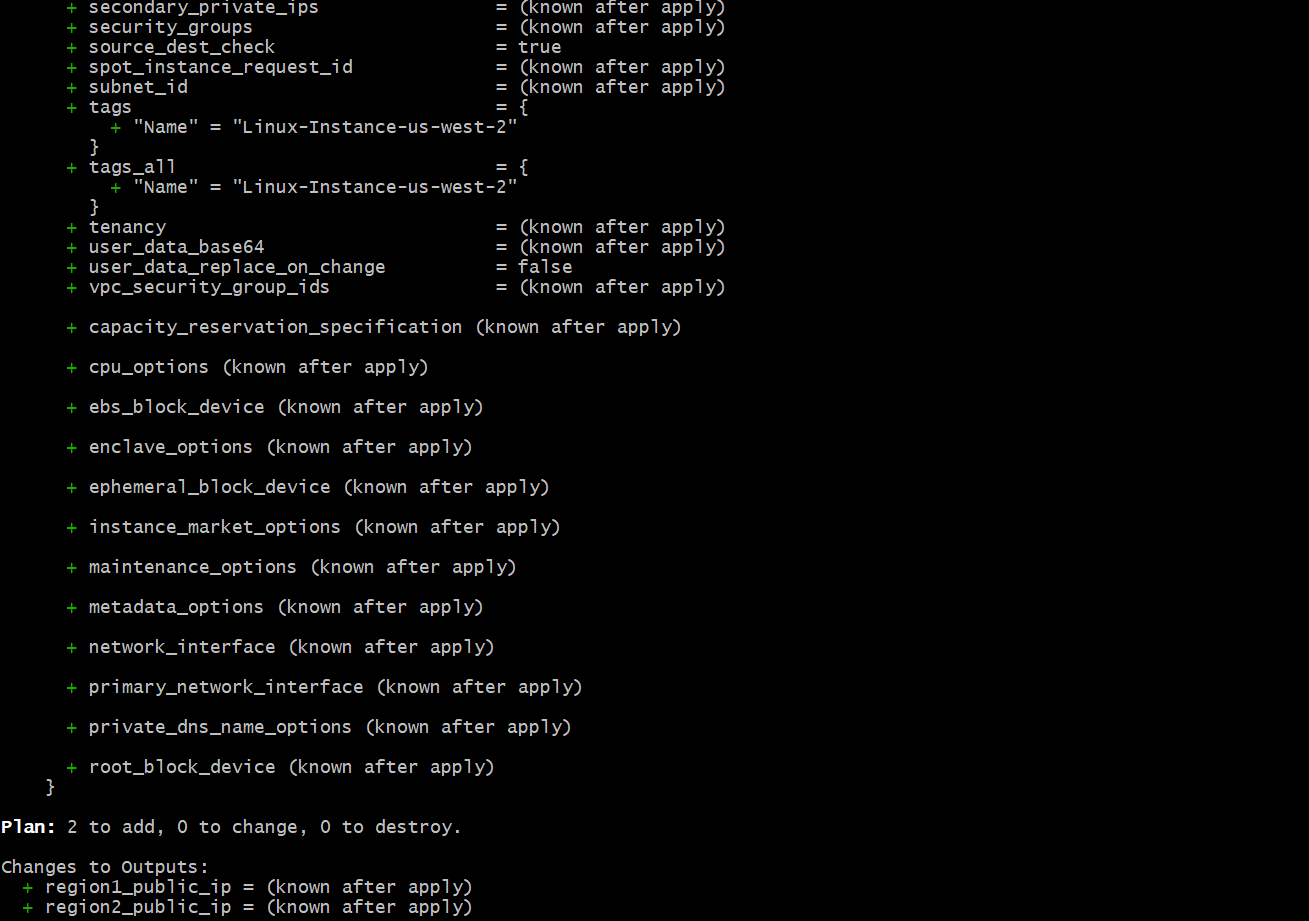 + secondary_private_ips = (known after apply)
+ security_groups = (known after apply)
+ source_dest_check = true
+ spot_instance_request_id = (known after apply)
+ subnet_id = (known after apply)
+ tags = {
+ "Name" = "Linux-Instance-us-west-2"
}
+ tags_all = {
+ "Name" = "Linux-Instance-us-west-2"
}
+ tenancy = (known after apply)
+ user_data_base64 = (known after apply)
+ user_data_replace_on_change = false
+ vpc_security_group_ids = (known after apply)
+ capacity_reservation_specification (known after apply)
+ cpu_options (known after apply)
+ ebs_block_device (known after apply)
+ enclave_options (known after apply)
+ ephemeral_block_device (known after apply)
+ instance_market_options (known after apply)
+ maintenance_options (known after apply)
+ metadata_options (known after apply)
+ network_interface (known after apply)
+ primary_network_interface (known after apply)
+ private_dns_name_options (known after apply)
+ root_block_device (known after apply)
}
Plan: 2 to add, 0 to change, 0 to destroy.
Changes to Outputs:
+ region1_public_ip = (known after apply)
+ region2_public_ip = (known after apply)